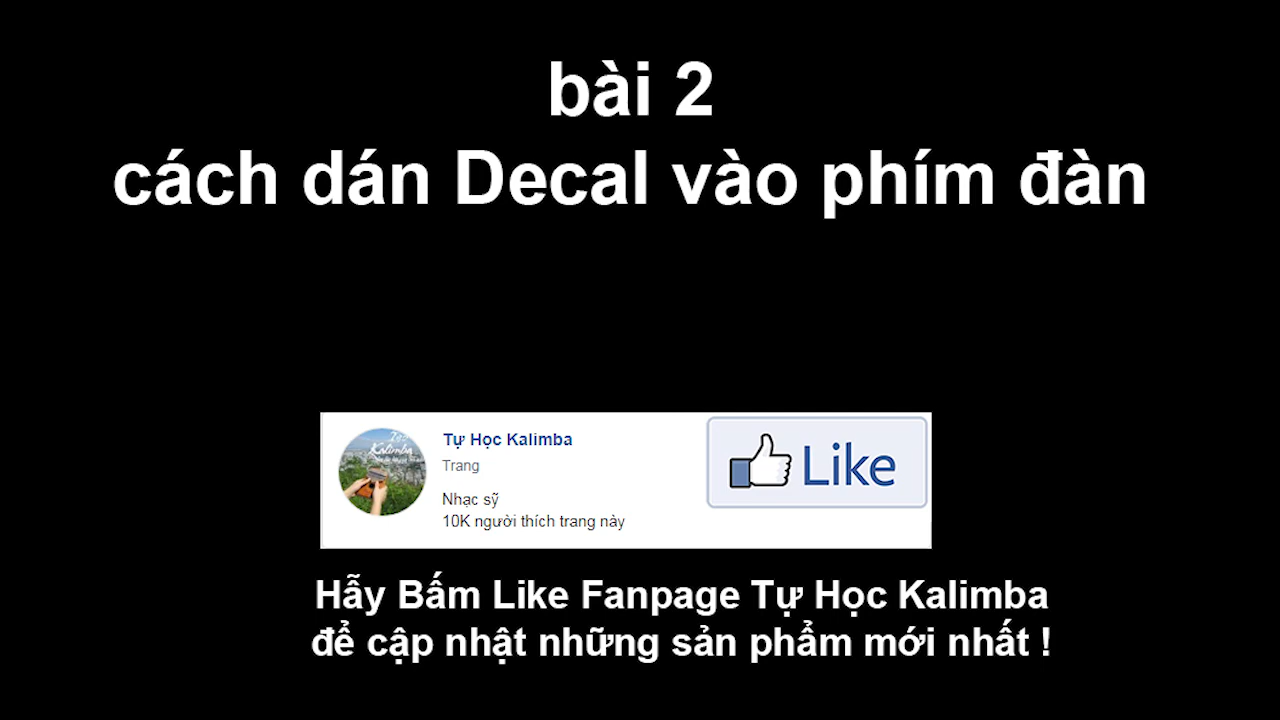 bài 2
cách dán Decal vào phím đàn
Tự Học Kalimba
Trang
Nhạc sỹ
10K người thích trang này
Like
Hẫy Bấm Like Fanpage Tự Học Kalimba
để cập nhật những sản phẩm mới nhất !